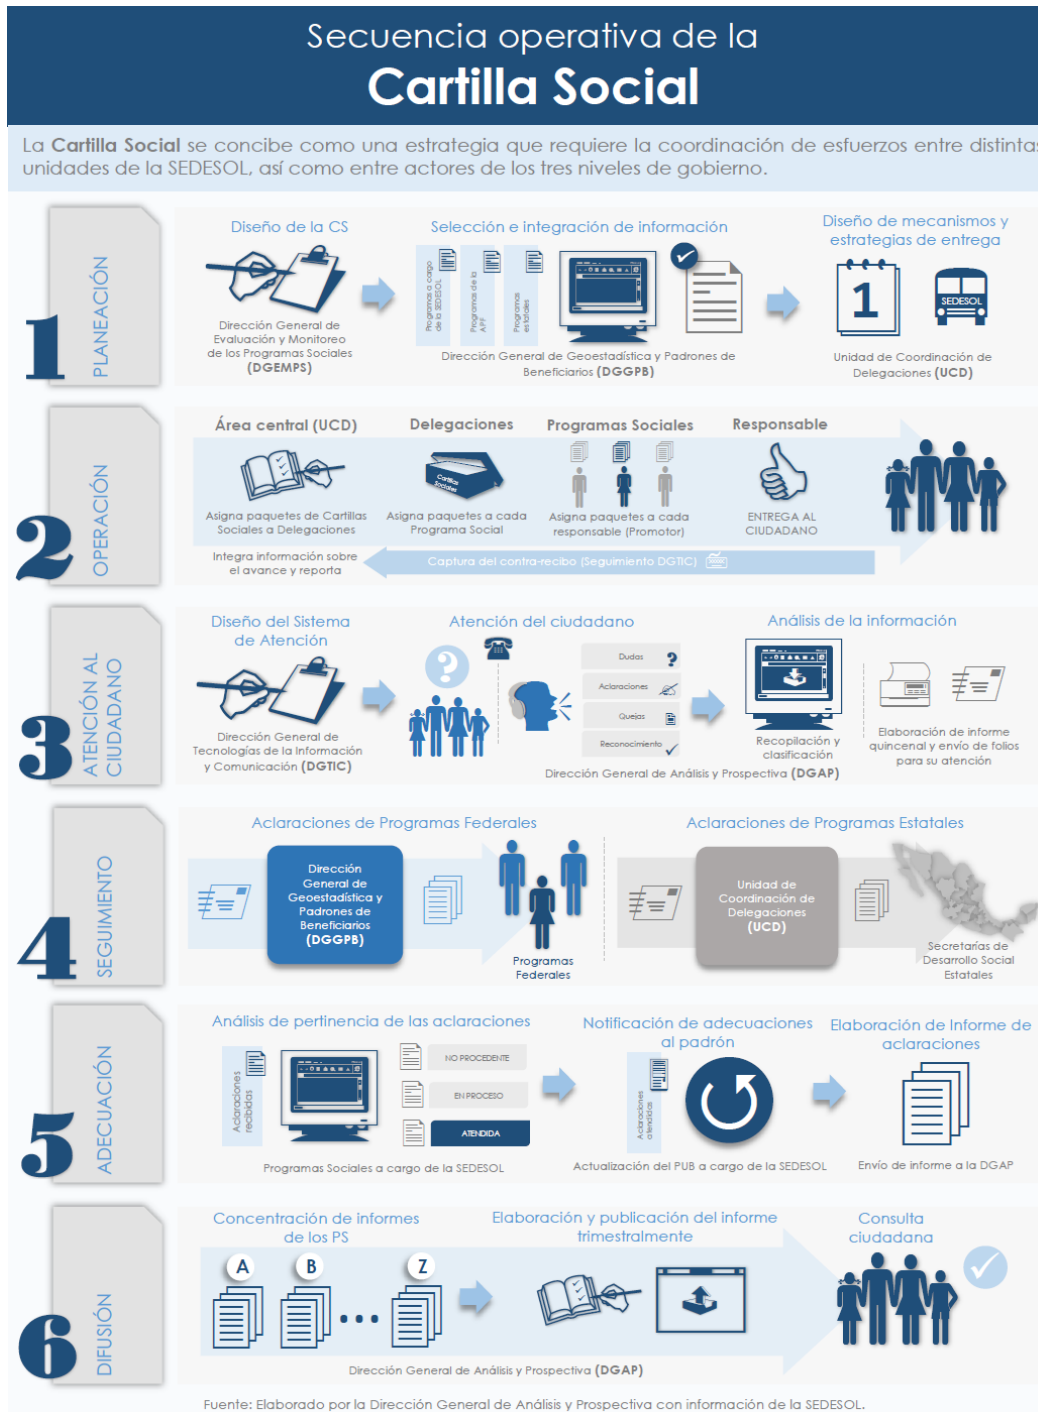 Secuencia operativa de la
Cartilla Social
La Cartilla Social se concibe como una estrategia que requiere la coordinación de esfuerzos entre distintas
unidades de la SEDESOL, así como entre actores de los tres niveles de gobierno.
1
PLANEACIÓN
Diseño de la CS
Dirección General de
Evaluación y Monitoreo
de los Programas Sociales
(DGEMPS)
Selección e integración de información
Programas a cargo
de la SEDESOL
Programas de la
APF
Programas
estatales
Dirección General de Geoestadística y Padrones de
Beneficiarios (DGGPB)
Diseño de mecanismos y
estrategias de entrega
1
SEDESOL
Unidad de Coordinación de
Delegaciones (UCD)
2
OPERACIÓN
Área central (UCD)
Asigna paquetes de Cartillas
Sociales a Delegaciones
Delegaciones
Cartillas
Sociales
Asigna paquetes a cada
Programa Social
Programas Sociales
Asigna paquetes a cada
responsable (Promotor)
Responsable
ENTREGA AL
CIUDADANO
Integra información sobre
el avance y reporta
Captura del contra-recibo (Seguimiento DGTIC)
3
ATENCIÓN AL
CIUDADANO
Diseño del Sistema
de Atención
Dirección General de
Tecnologías de la Información
y Comunicación (DGTIC)
Atención del ciudadano
?
Dudas ?
Aclaraciones
Quejas
Reconocimiento
Análisis de la información
Recopilación y
clasificación
Elaboración de informe
quincenal y envío de folios
para su atención
Dirección General de Análisis y Prospectiva (DGAP)
4
SEGUIMIENTO
Aclaraciones de Programas Federales
Dirección
General de
Geoestadística y
Padrones de
Beneficiarios
(DGGPB)
Programas
Federales
Aclaraciones de Programas Estatales
Unidad de
Coordinación de
Delegaciones
(UCD)
Secretarías de
Desarrollo Social
Estatales
5
ADECUACIÓN
Análisis de pertinencia de las aclaraciones
Aclaraciones
recibidas
NO PROCEDENTE
EN PROCESO
ATENDIDA
Programas Sociales a cargo de la SEDESOL
Notificación de adecuaciones
al padrón
Aclaraciones
atendidas
Actualización del PUB a cargo de la SEDESOL
Elaboración de Informe de
aclaraciones
Envío de informe a la DGAP
6
DIFUSIÓN
Concentración de informes
de los PS
A B ... Z
Elaboración y publicación del informe
trimestralmente
Consulta
ciudadana
Dirección General de Análisis y Prospectiva (DGAP)
Fuente: Elaborado por la Dirección General de Análisis y Prospectiva con información de la SEDESOL.